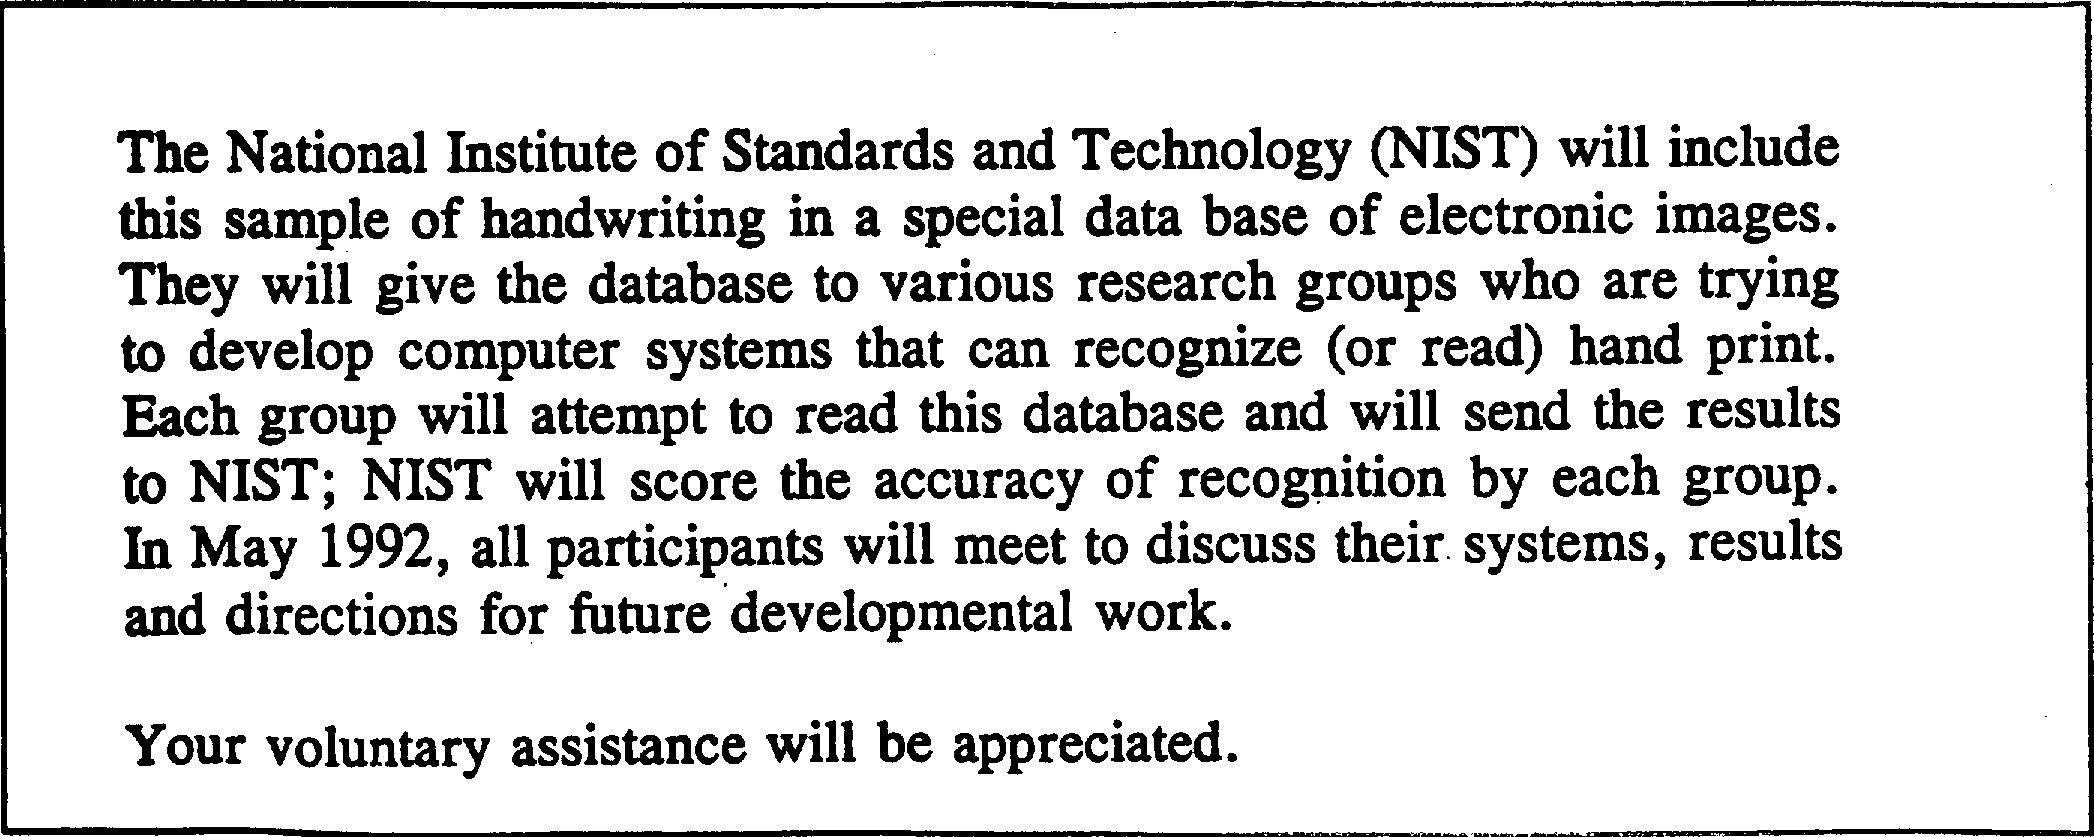 The National Institute of Standards and Technology (NIST) will include
this sample of handwriting in a special data base of electronic images.
They will give the database to various research groups who are trying
to develop computer systems that can recognize (or read) hand print.
Each group will attempt to read this database and will send the results
to NIST; NIST will score the accuracy of recognition by each group.
In May 1992, all participants will meet to discuss their systems, results
and directions for future developmental work.
Your voluntary assistance will be appreciated.